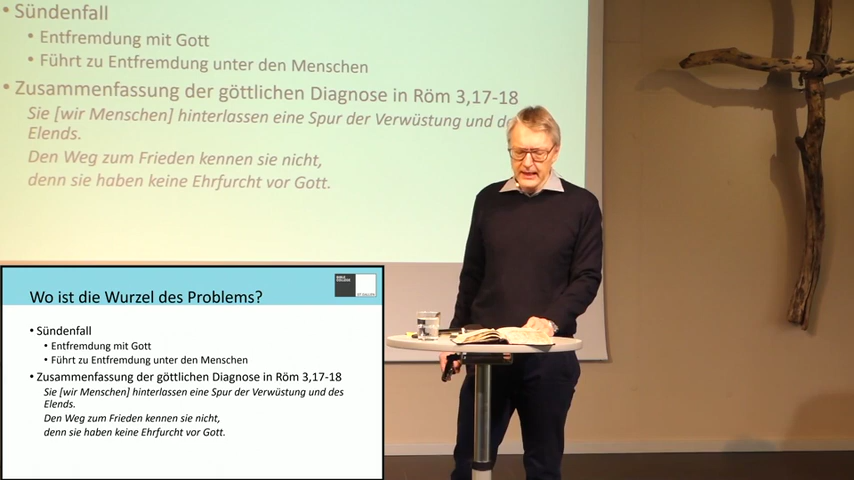 • Sündenfall
• Entfremdung mit Gott
• Führt zu Entfremdung unter den Menschen
• Zusammenfassung der göttlichen Diagnose in Röm 3,17-18
Sie [wir Menschen] hinterlassen eine Spur der Verwüstung und d
Elends.
Den Weg zum Frieden kennen sie nicht,
denn sie haben keine Ehrfurcht vor Gott.
Wo ist die Wurzel des Problems?
BIBLE
COLLEGE
• Sündenfall
• Entfremdung mit Gott
• Führt zu Entfremdung unter den Menschen
• Zusammenfassung der göttlichen Diagnose in Röm 3,17-18
Sie [wir Menschen] hinterlassen eine Spur der Verwüstung und des
Elends.
Den Weg zum Frieden kennen sie nicht,
denn sie haben keine Ehrfurcht vor Gott.